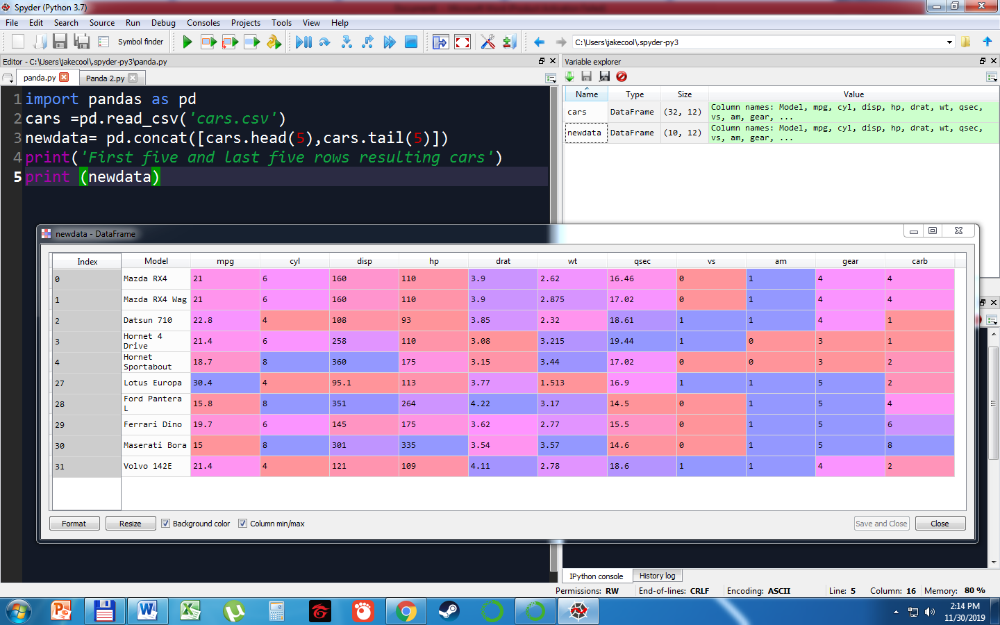 Spyder (Python 3.7)
File Edit Search Source Run Debug Consoles Projects Tools View Help
Symbol finder
C:\Users\jakecool\.spyder-py3
Editor - C:\Users\jakecool\.spyder-py3\panda.py
panda.py Panda 2.py
1 import pandas as pd
2 cars =pd.read_csv('cars.csv')
3 newdata= pd.concat([cars.head(5),cars.tail(5)])
4 print('First five and last five rows resulting cars')
5 print (newdata)
Variable explorer
Name Type Size Value
cars DataFrame (32, 12) Column names: Model, mpg, cyl, disp, hp, drat, wt, qsec,
vs, am, gear, ...
newdata DataFrame (10, 12) Column names: Model, mpg, cyl, disp, hp, drat, wt, qsec,
vs, am, gear, ...
newdata - DataFrame
Index Model mpg cyl disp hp drat wt qsec vs am gear carb
0 Mazda RX4 21 6 160 110 3.9 2.62 16.46 0 1 4 4
1 Mazda RX4 Wag 21 6 160 110 3.9 2.875 17.02 0 1 4 4
2 Datsun 710 22.8 4 108 93 3.85 2.32 18.61 1 1 4 1
3 Hornet 4
Drive 21.4 6 258 110 3.08 3.215 19.44 1 0 3 1
4 Hornet
Sportabout 18.7 8 360 175 3.15 3.44 17.02 0 0 3 2
27 Lotus Europa 30.4 4 95.1 113 3.77 1.513 16.9 1 1 5 2
28 Ford Pantera
L 15.8 8 351 264 4.22 3.17 14.5 0 1 5 4
29 Ferrari Dino 19.7 6 145 175 3.62 2.77 15.5 0 1 5 6
30 Maserati Bora 15 8 301 335 3.54 3.57 14.6 0 1 5 8
31 Volvo 142E 21.4 4 121 109 4.11 2.78 18.6 1 1 4 2
Format Resize Background color Column min/max Save and Close Close
IPython console History log
Permissions: RW End-of-lines: CRLF Encoding: ASCII Line: 5 Column: 16 Memory: 80 %
2:14 PM
11/30/2019